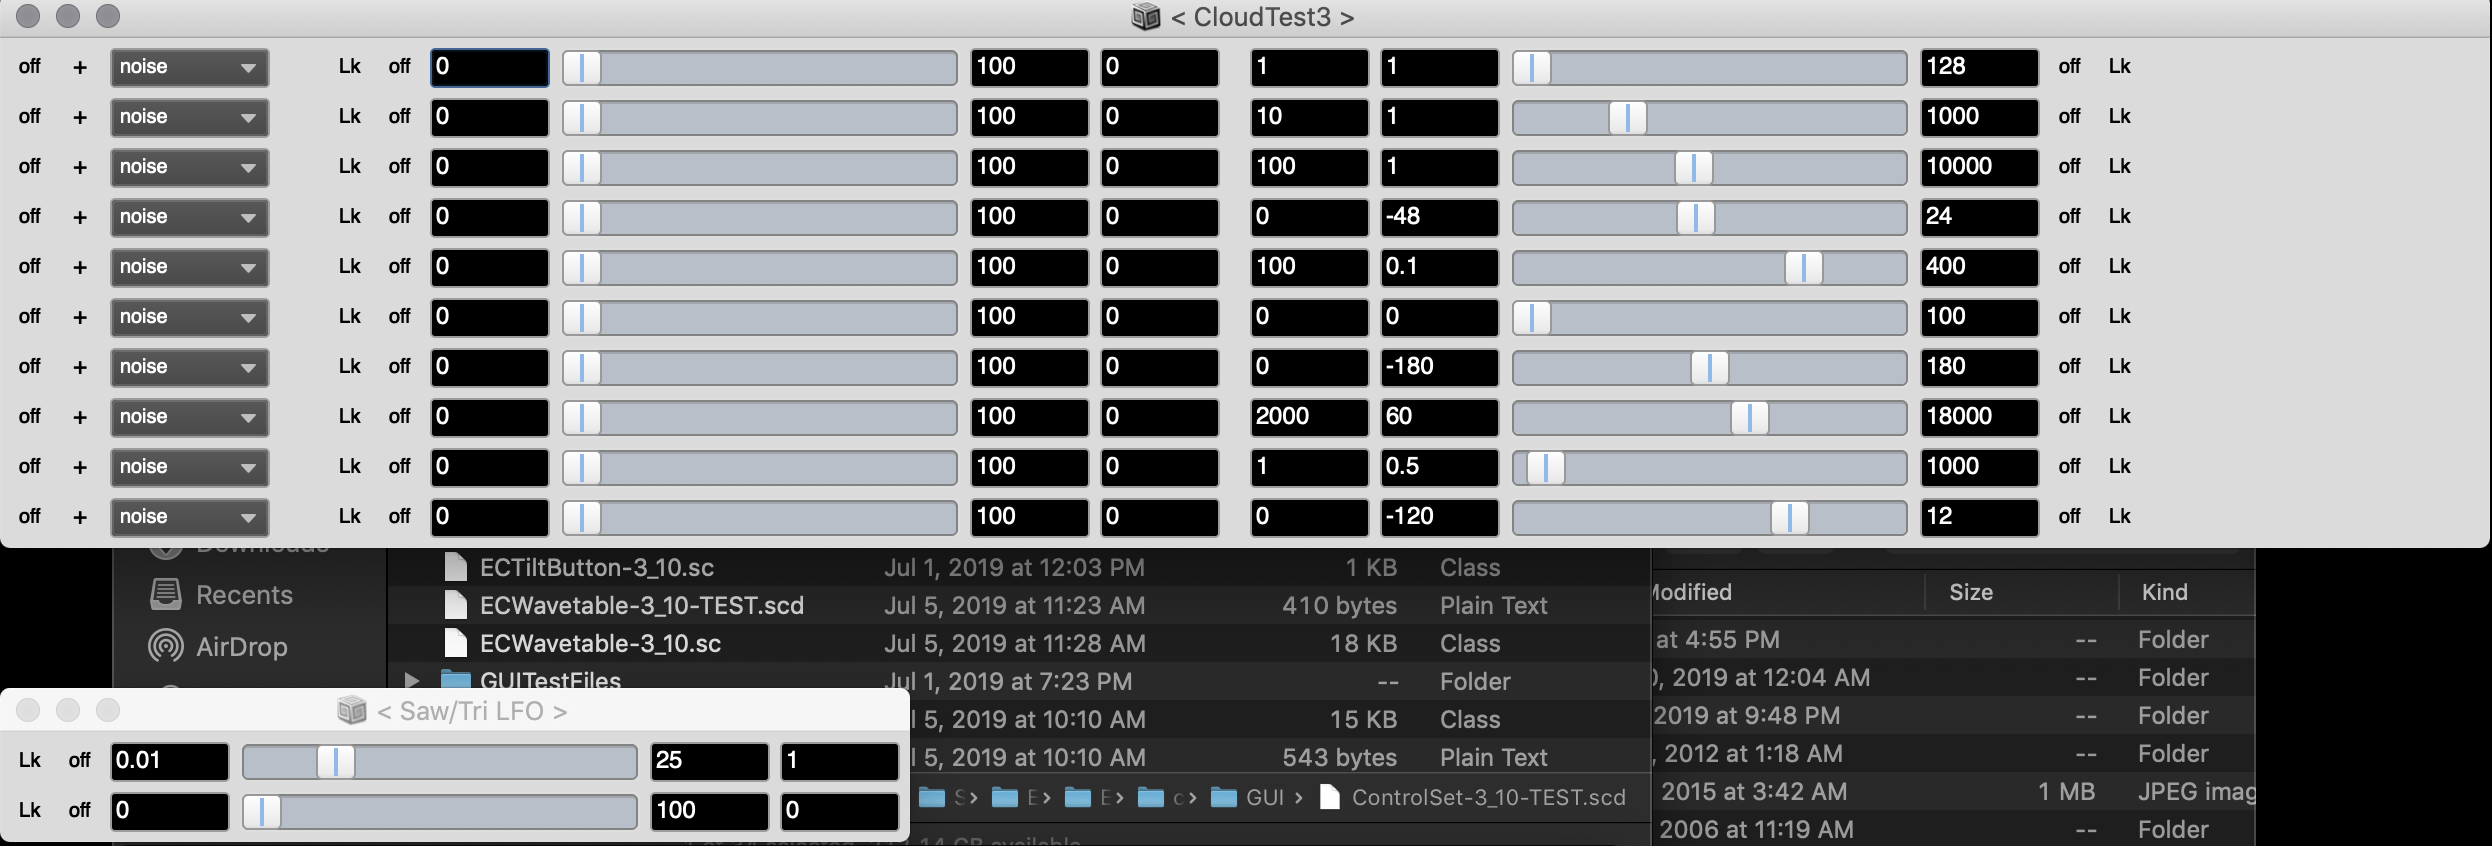 < CloudTest3 >
off + noise Lk off 0 100 0 1 1 128 off Lk
off + noise Lk off 0 100 0 10 1 1000 off Lk
off + noise Lk off 0 100 0 100 1 10000 off Lk
off + noise Lk off 0 100 0 0 -48 24 off Lk
off + noise Lk off 0 100 0 100 0.1 400 off Lk
off + noise Lk off 0 100 0 0 0 100 off Lk
off + noise Lk off 0 100 0 0 -180 180 off Lk
off + noise Lk off 0 100 0 2000 60 18000 off Lk
off + noise Lk off 0 100 0 1 0.5 1000 off Lk
off + noise Lk off 0 100 0 0 -120 12 off Lk
Downloads
Recents
AirDrop
ECTiltButton-3_10.sc Jul 1, 2019 at 12:03 PM 1 KB Class
ECWavetable-3_10-TEST.scd Jul 5, 2019 at 11:23 AM 410 bytes Plain Text
ECWavetable-3_10.sc Jul 5, 2019 at 11:28 AM 18 KB Class
GUITestFiles Jul 1, 2019 at 7:23 PM -- Folder
5, 2019 at 10:10 AM 15 KB Class
5, 2019 at 10:10 AM 543 bytes Plain Text
S› E› E› c› GUI › ControlSet-3_10-TEST.scd
Modified Size Kind
at 4:55 PM -- Folder
, 2019 at 12:04 AM -- Folder
2019 at 9:48 PM -- Folder
, 2012 at 1:18 AM -- Folder
2015 at 3:42 AM 1 MB JPEG imag
2006 at 11:19 AM -- Folder
< Saw/Tri LFO >
Lk off 0.01 25 1
Lk off 0 100 0